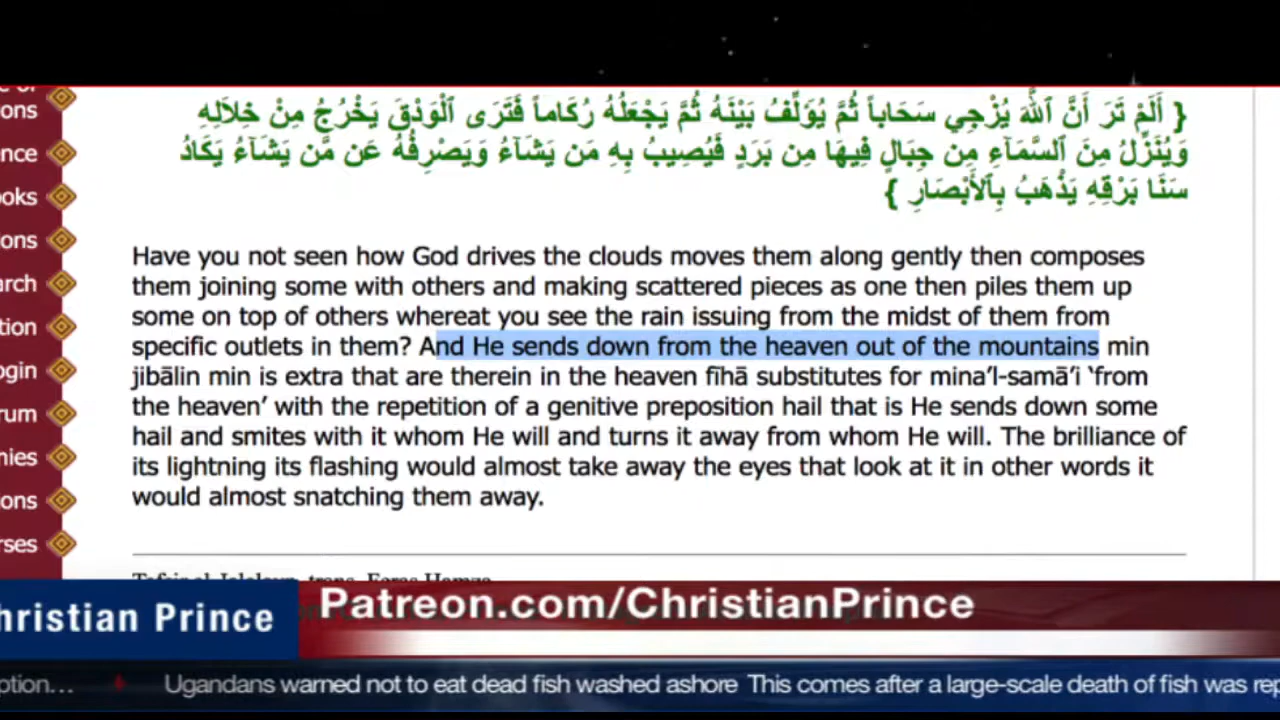 ons
ence
ooks
ons
arch
tion
ogin
rum
nies
ons
rses
{ أَلَمْ تَرَ أَنَّ ٱللَّهَ يُزْجِي سَحَاباً ثُمَّ يُؤَلِّفُ بَيْنَهُ ثُمَّ يَجْعَلُهُ رُكَاماً فَتَرَى ٱلْوَدْقَ يَخْرُجُ مِنْ خِلاَلِهِ
وَيُنَزِّلُ مِنَ ٱلسَّمَآءِ مِن جِبَالٍ فِيهَا مِن بَرَدٍ فَيُصِيبُ بِهِ مَن يَشَآءُ وَيَصْرِفُهُ عَن مَّن يَشَآءُ يَكَادُ
سَنَا بَرْقِهِ يَذْهَبُ بِٱلأَبْصَارِ }
Have you not seen how God drives the clouds moves them along gently then composes
them joining some with others and making scattered pieces as one then piles them up
some on top of others whereat you see the rain issuing from the midst of them from
specific outlets in them? And He sends down from the heaven out of the mountains min
jibālin min is extra that are therein in the heaven fīhā substitutes for mina’l-samā’i ‘from
the heaven’ with the repetition of a genitive preposition hail that is He sends down some
hail and smites with it whom He will and turns it away from whom He will. The brilliance of
its lightning its flashing would almost take away the eyes that look at it in other words it
would almost snatching them away.
Tafsir al-Jalalayn, trans. Feras Hamza
hristian Prince
Patreon.com/ChristianPrince
ption... Ugandans warned not to eat dead fish washed ashore This comes after a large-scale death of fish was rep